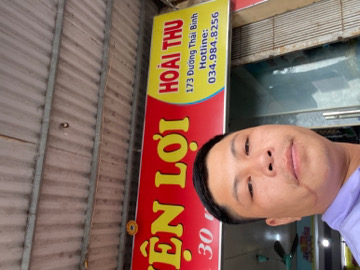 HOÀI THU
173 Đường Thái Bình
Hotline:
034.984.8256
ỆN LỢI
30